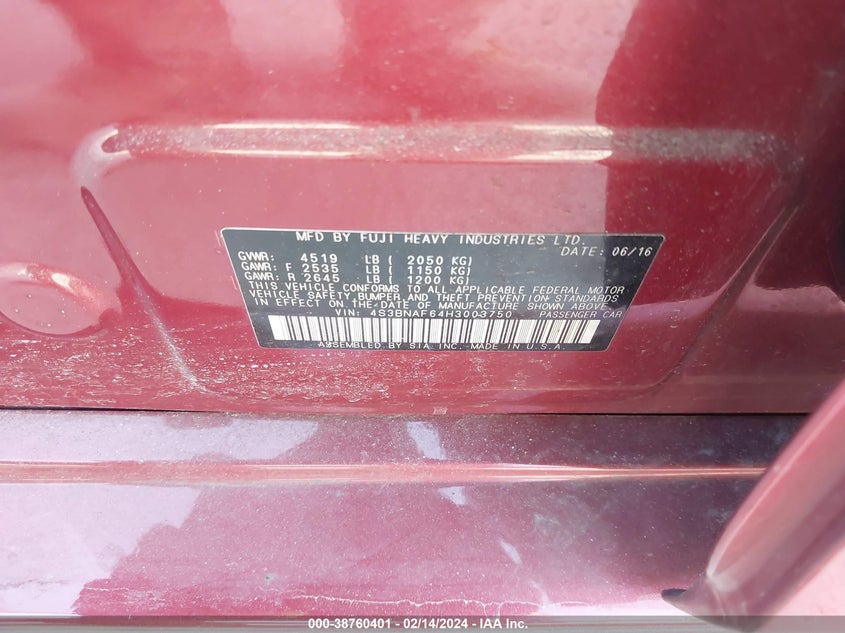 MFD BY FUJI HEAVY INDUSTRIES LTD.
GVWR: 4519 LB ( 2050 KG) DATE: 06/16
GAWR: F 2535 LB ( 1150 KG)
GAWR: R 2645 LB ( 1200 KG)
THIS VEHICLE CONFORMS TO ALL APPLICABLE FEDERAL MOTOR
VEHICLE SAFETY, BUMPER, AND THEFT PREVENTION STANDARDS
IN EFFECT ON THE DATE OF MANUFACTURE SHOWN ABOVE.
VIN: 4S3BNAF64H3003750 PASSENGER CAR
ASSEMBLED BY SIA INC. MADE IN U.S.A.
000-38760401 - 02/14/2024 - IAA Inc.